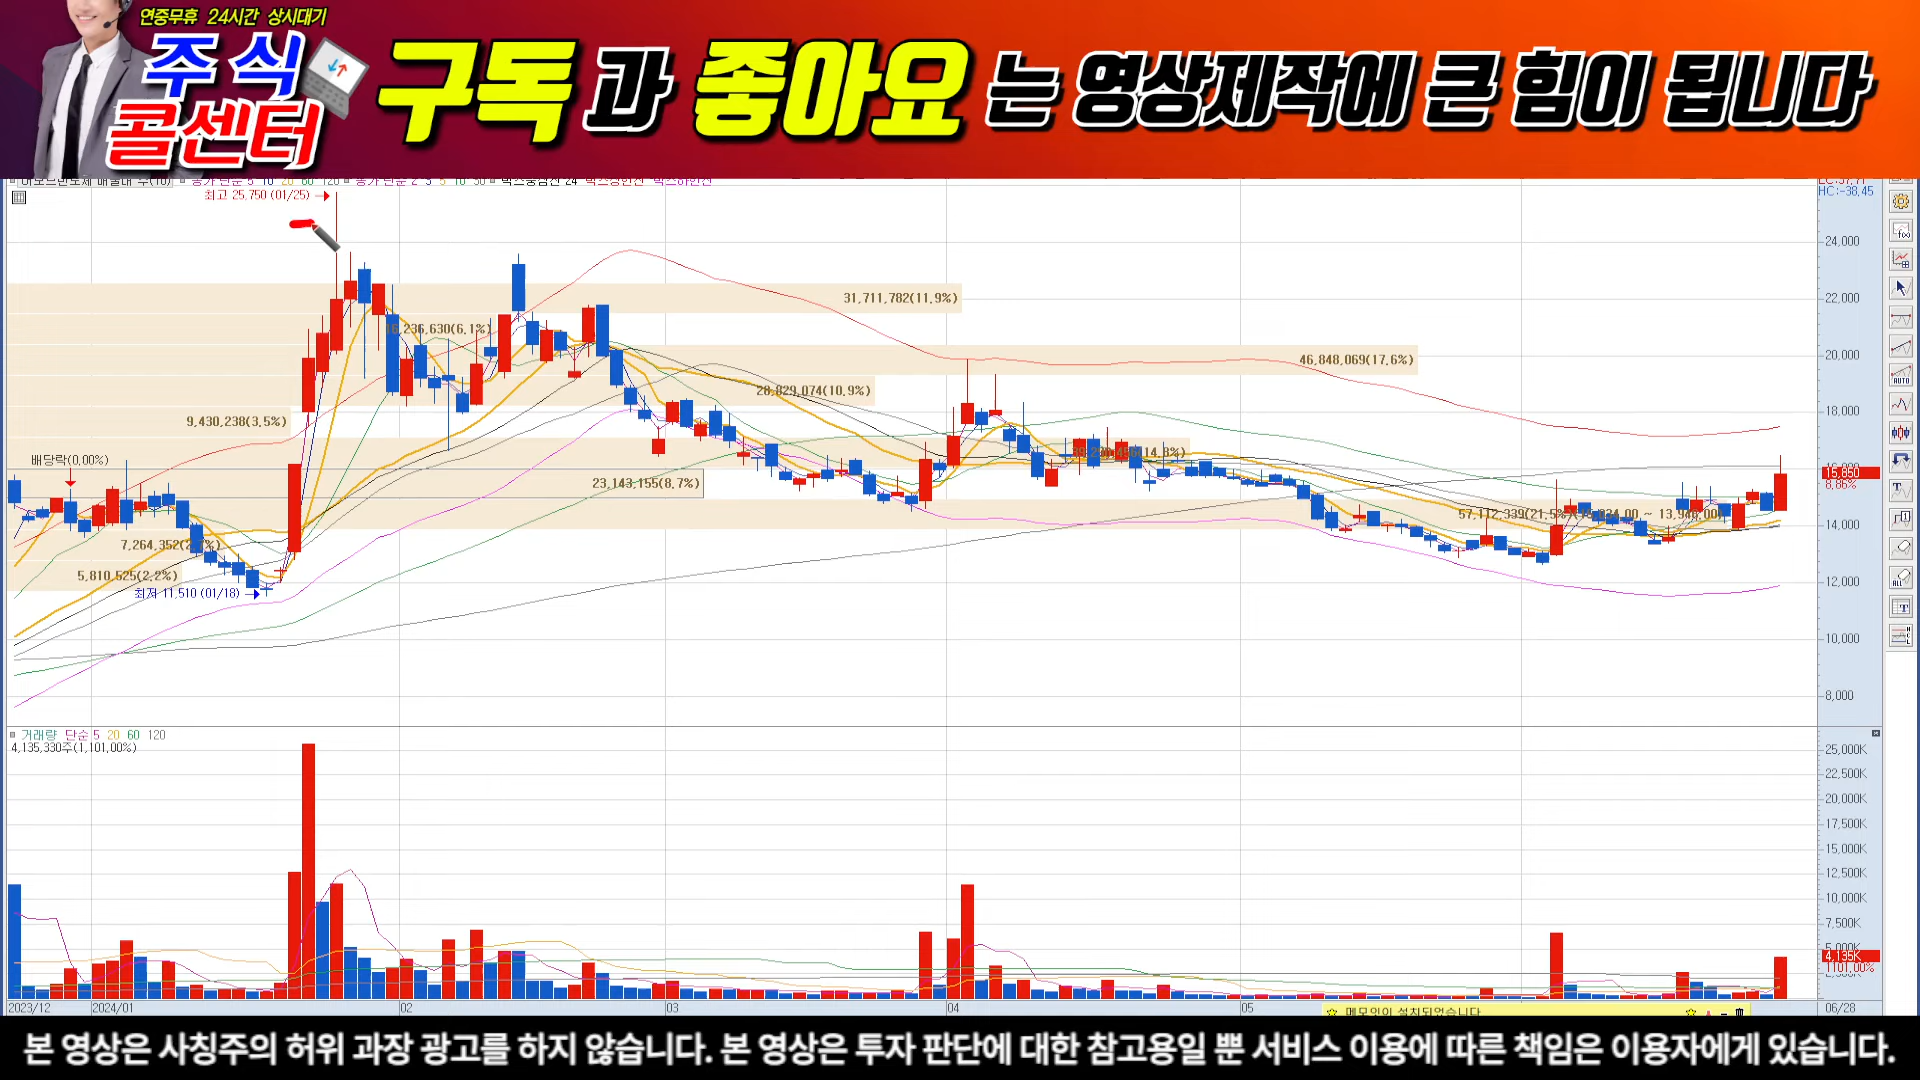 연중무휴 24시간 상시대기
주식
콜센터
구독과 좋아요는 영상제작에 큰 힘이 됩니다
HC:-38.45
최고 25,750 (01/25)
24,000
31,711,782(11.9%)
22,000
16,236,630(6.1%)
20,000
46,848,069(17.6%)
28,829,074(10.9%)
18,000
9,430,238(3.5%)
배당락(0.00%)
15,850
8.86%
23,143,155(8.7%)
14,000
5,810,525(2.2%)
12,000
최저 11,510 (01/18)
10,000
8,000
거래량 단순 5 20 60 120
4,135,330주(1,101.00%)
25,000K
22,500K
20,000K
17,500K
15,000K
12,500K
10,000K
7,500K
5,000K
4,135K
1101.00%
2023/12 2024/01 02 03 04 05 06/28
본 영상은 사칭주의 허위 과장 광고를 하지 않습니다. 본 영상은 투자 판단에 대한 참고용일 뿐 서비스 이용에 따른 책임은 이용자에게 있습니다.